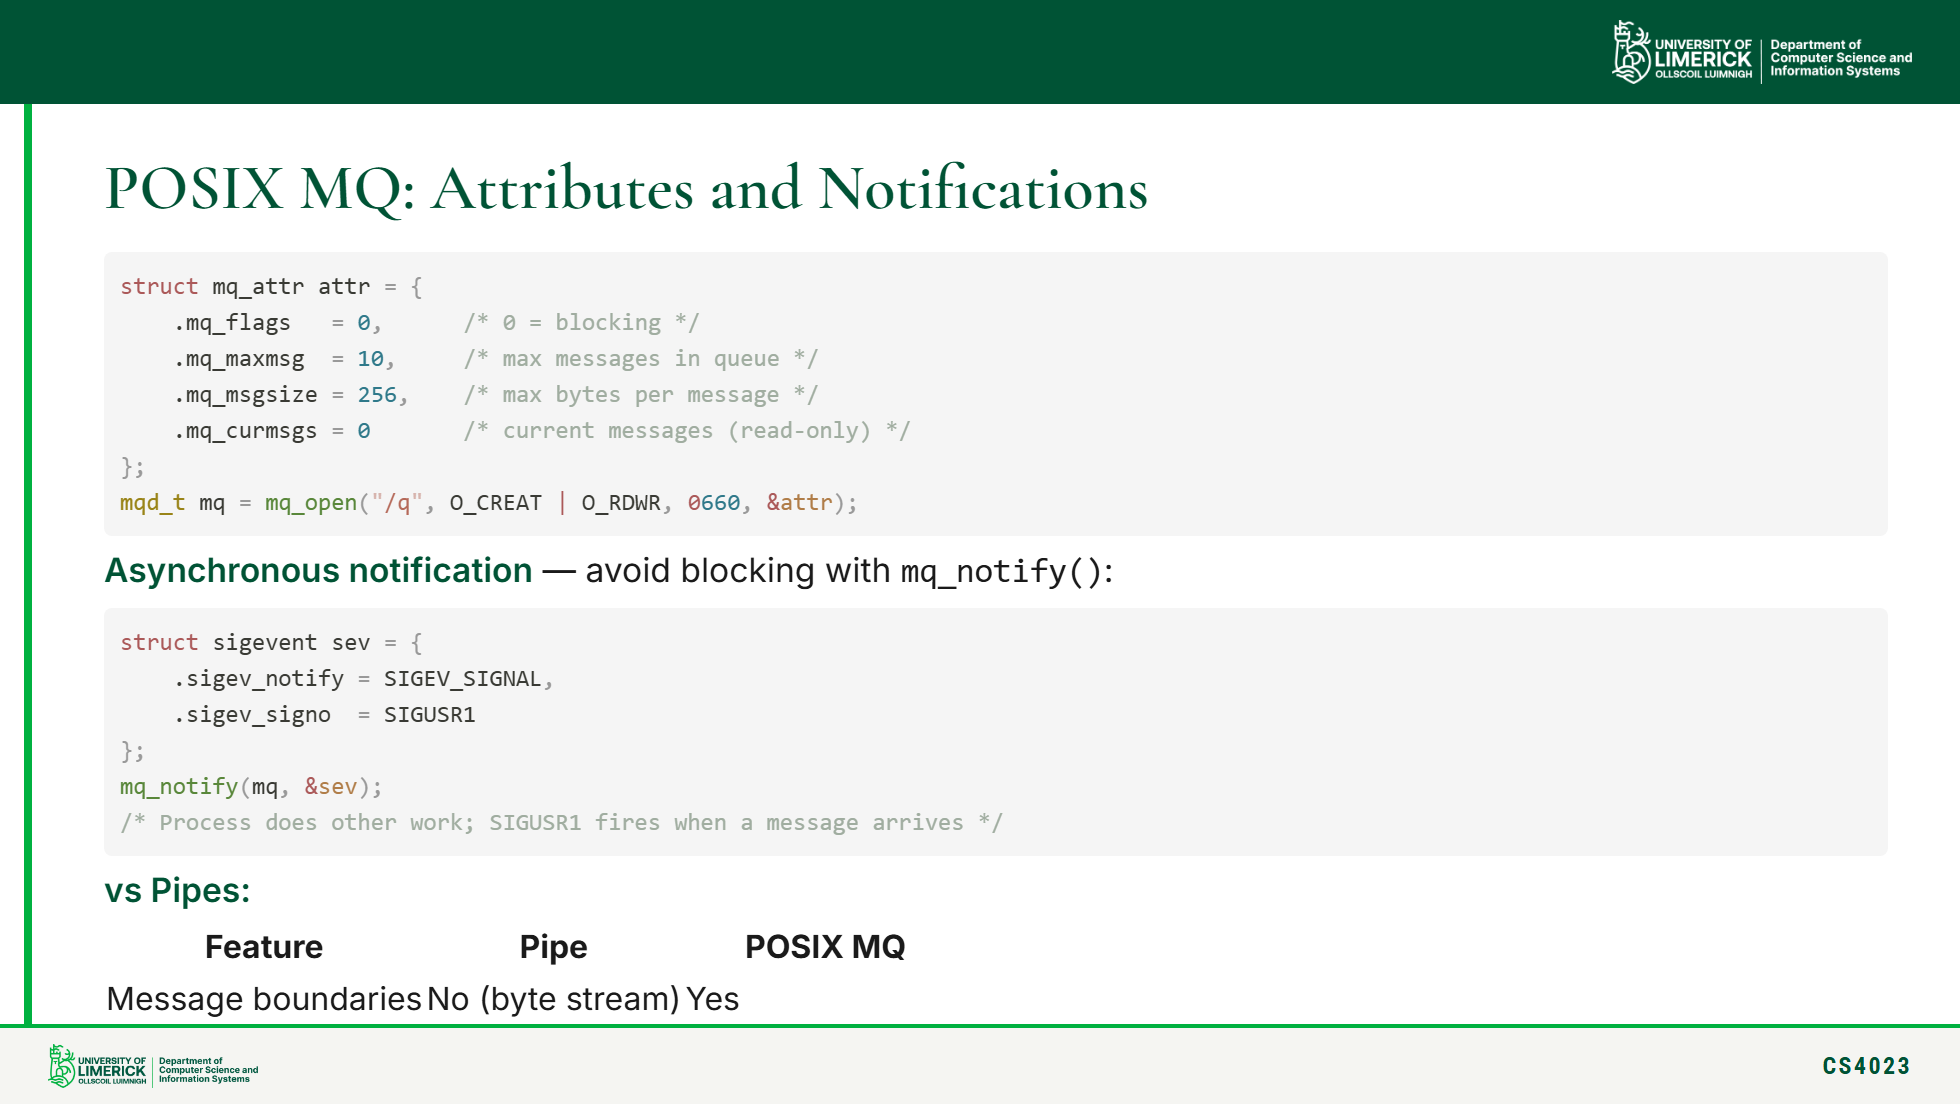 UNIVERSITY OF
LIMERICK
OLLSCOIL LUIMNIGH
Department of
Computer Science and
Information Systems
POSIX MQ: Attributes and Notifications
struct mq_attr attr = {
    .mq_flags   = 0,      /* 0 = blocking */
    .mq_maxmsg  = 10,     /* max messages in queue */
    .mq_msgsize = 256,    /* max bytes per message */
    .mq_curmsgs = 0       /* current messages (read-only) */
};
mqd_t mq = mq_open("/q", O_CREAT | O_RDWR, 0660, &attr);
Asynchronous notification — avoid blocking with mq_notify():
struct sigevent sev = {
    .sigev_notify = SIGEV_SIGNAL,
    .sigev_signo  = SIGUSR1
};
mq_notify(mq, &sev);
/* Process does other work; SIGUSR1 fires when a message arrives */
vs Pipes:
Feature Pipe POSIX MQ
Message boundaries No (byte stream) Yes
UNIVERSITY OF
LIMERICK
OLLSCOIL LUIMNIGH
Department of
Computer Science and
Information Systems
CS4023